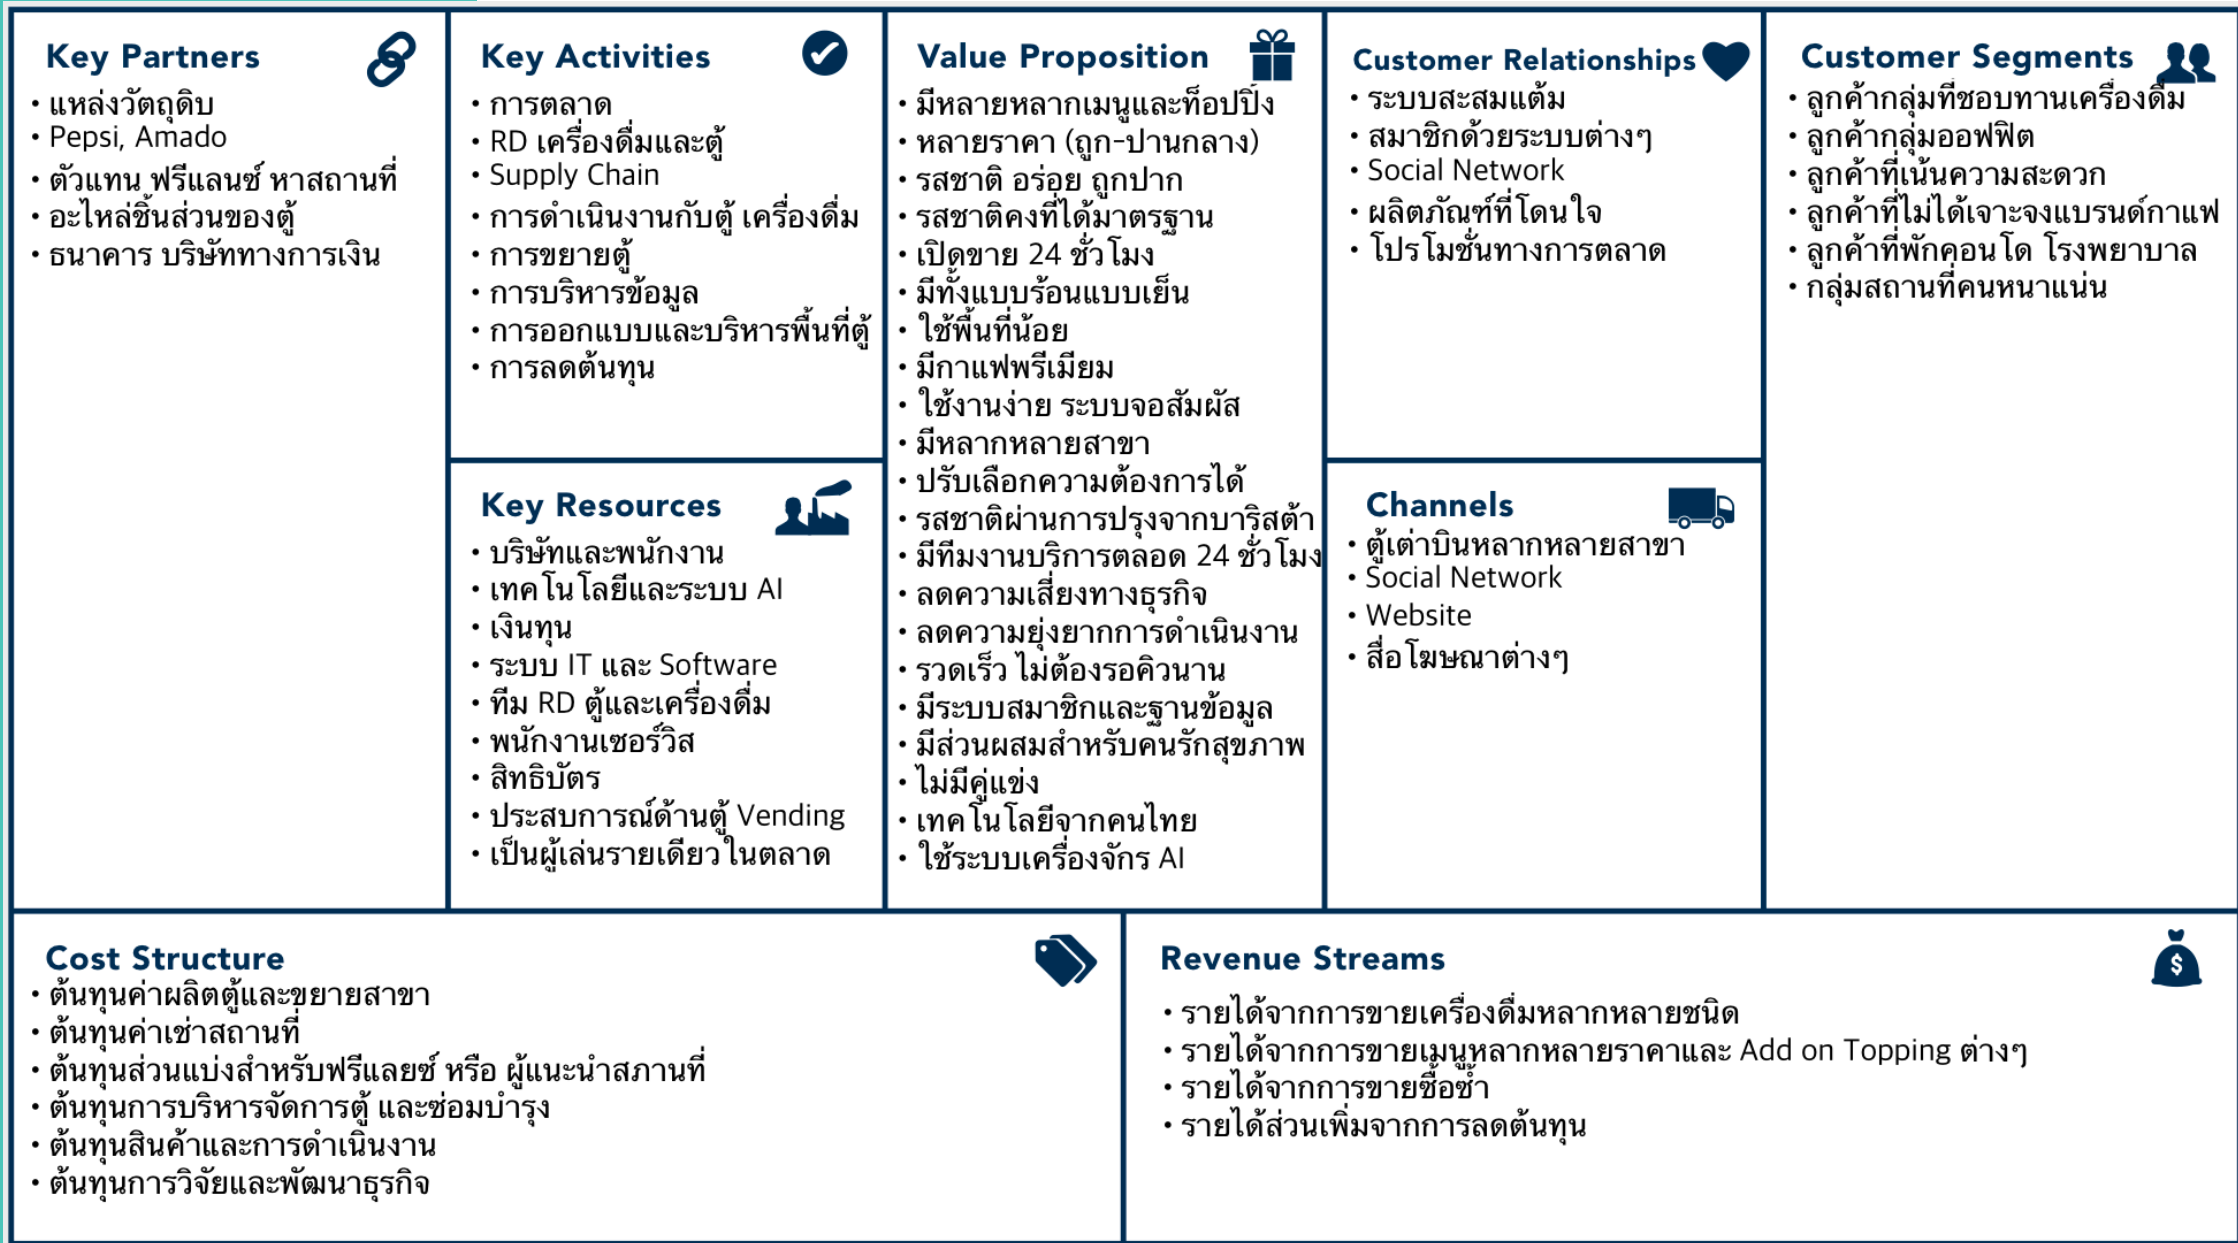 Key Partners
• แหล่งวัตถุดิบ
• Pepsi, Amado
• ตัวแทน ฟรีแลนซ์ หาสถานที่
• อะไหล่ชิ้นส่วนของตู้
• ธนาคาร บริษัททางการเงิน
Key Activities
• การตลาด
• RD เครื่องดื่มและตู้
• Supply Chain
• การดำเนินงานกับตู้ เครื่องดื่ม
• การขยายตู้
• การบริหารข้อมูล
• การออกแบบและบริหารพื้นที่ตู้
• การลดต้นทุน
Key Resources
• บริษัทและพนักงาน
• เทคโนโลยีและระบบ AI
• เงินทุน
• ระบบ IT และ Software
• ทีม RD ตู้และเครื่องดื่ม
• พนักงานเซอร์วิส
• สิทธิบัตร
• ประสบการณ์ด้านตู้ Vending
• เป็นผู้เล่นรายเดียวในตลาด
Value Proposition
• มีหลายหลากเมนูและท็อปปิ้ง
• หลายราคา (ถูก-ปานกลาง)
• รสชาติ อร่อย ถูกปาก
• รสชาติคงที่ได้มาตรฐาน
• เปิดขาย 24 ชั่วโมง
• มีทั้งแบบร้อนแบบเย็น
• ใช้พื้นที่น้อย
• มีกาแฟพรีเมียม
• ใช้งานง่าย ระบบจอสัมผัส
• มีหลากหลายสาขา
• ปรับเลือกความต้องการได้
• รสชาติผ่านการปรุงจากบาริสต้า
• มีทีมงานบริการตลอด 24 ชั่วโมง
• ลดความเสี่ยงทางธุรกิจ
• ลดความยุ่งยากการดำเนินงาน
• รวดเร็ว ไม่ต้องรอคิวนาน
• มีระบบสมาชิกและฐานข้อมูล
• มีส่วนผสมสำหรับคนรักสุขภาพ
• ไม่มีคู่แข่ง
• เทคโนโลยีจากคนไทย
• ใช้ระบบเครื่องจักร AI
Customer Relationships
• ระบบสะสมแต้ม
• สมาชิกด้วยระบบต่างๆ
• Social Network
• ผลิตภัณฑ์ที่โดนใจ
• โปรโมชั่นทางการตลาด
Channels
• ตู้เต่าบินหลากหลายสาขา
• Social Network
• Website
• สื่อโฆษณาต่างๆ
Customer Segments
• ลูกค้ากลุ่มที่ชอบทานเครื่องดื่ม
• ลูกค้ากลุ่มออฟฟิต
• ลูกค้าที่เน้นความสะดวก
• ลูกค้าที่ไม่ได้เจาะจงแบรนด์กาแฟ
• ลูกค้าที่พักคอนโด โรงพยาบาล
• กลุ่มสถานที่คนหนาแน่น
Cost Structure
• ต้นทุนค่าผลิตตู้และขยายสาขา
• ต้นทุนค่าเช่าสถานที่
• ต้นทุนส่วนแบ่งสำหรับฟรีแลยซ์ หรือ ผู้แนะนำสภานที่
• ต้นทุนการบริหารจัดการตู้ และซ่อมบำรุง
• ต้นทุนสินค้าและการดำเนินงาน
• ต้นทุนการวิจัยและพัฒนาธุรกิจ
Revenue Streams
• รายได้จากการขายเครื่องดื่มหลากหลายชนิด
• รายได้จากการขายเมนูหลากหลายราคาและ Add on Topping ต่างๆ
• รายได้จากการขายซื้อซ้ำ
• รายได้ส่วนเพิ่มจากการลดต้นทุน
$